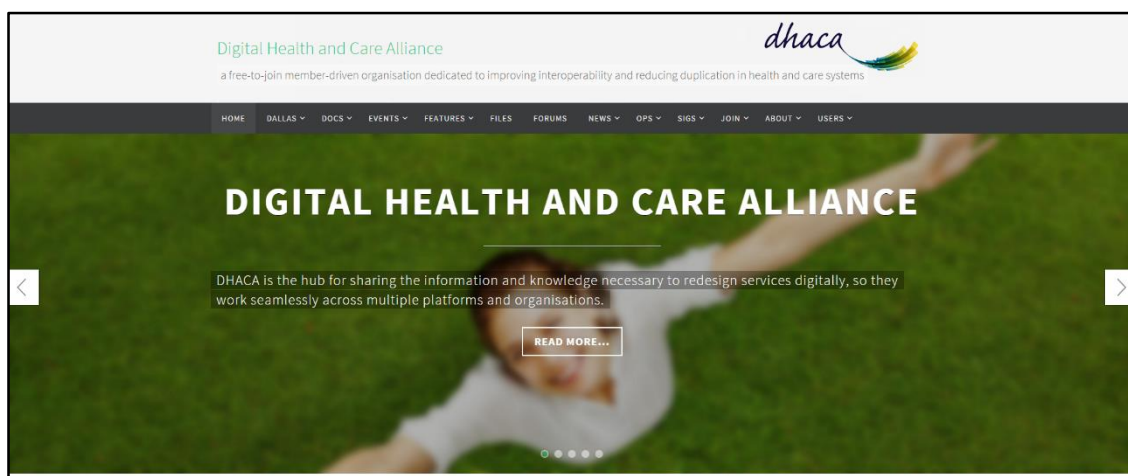 Digital Health and Care Alliance
dhaca
a free-to-join member-driven organisation dedicated to improving interoperability and reducing duplication in health and care systems
HOME DALLAS DOCS EVENTS FEATURES FILES FORUMS NEWS OPS SIGS JOIN ABOUT USERS
DIGITAL HEALTH AND CARE ALLIANCE
DHACA is the hub for sharing the information and knowledge necessary to redesign services digitally, so they
work seamlessly across multiple platforms and organisations.
READ MORE...